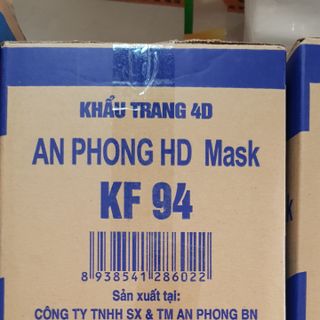 KHẨU TRANG 4D
AN PHONG HD Mask
KF 94
8 938541 286022
Sản xuất tại:
CÔNG TY TNHH SX & TM AN PHONG BN